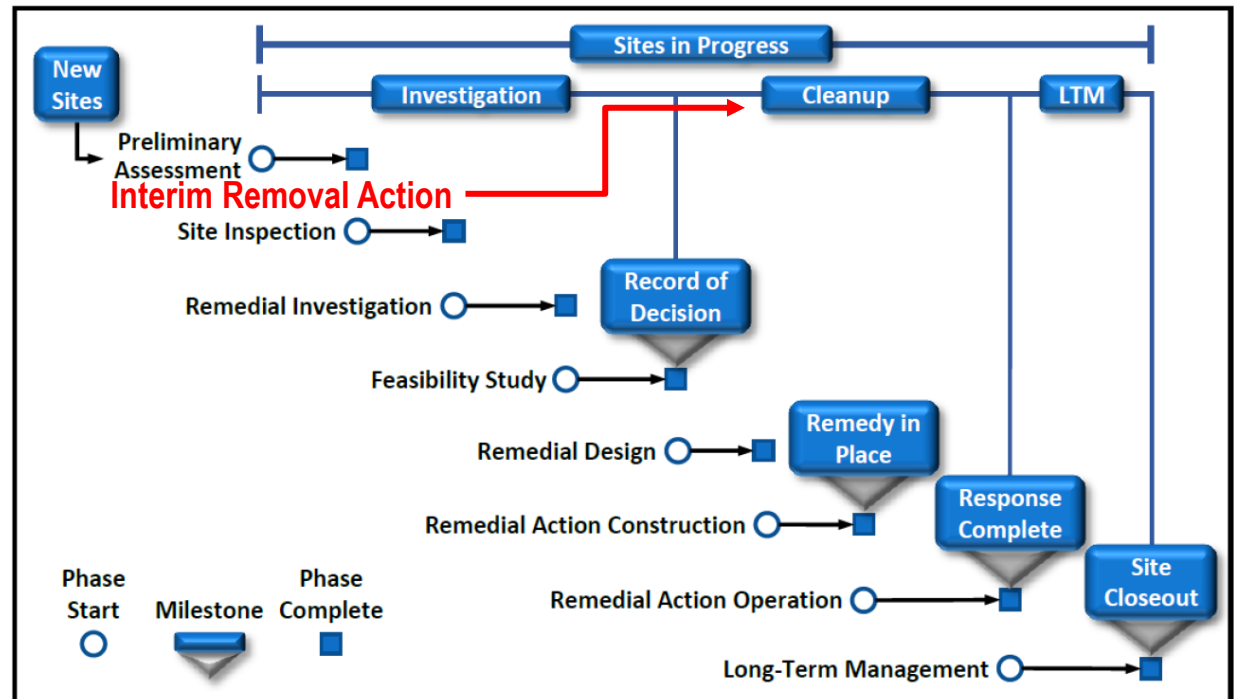 Sites in Progress
New
Sites
Investigation
Cleanup
LTM
Preliminary
Assessment
Interim Removal Action
Site Inspection
Record of
Decision
Remedial Investigation
Feasibility Study
Remedy in
Place
Remedial Design
Response
Complete
Remedial Action Construction
Site
Closeout
Phase
Start
Milestone
Phase
Complete
Remedial Action Operation
Long-Term Management